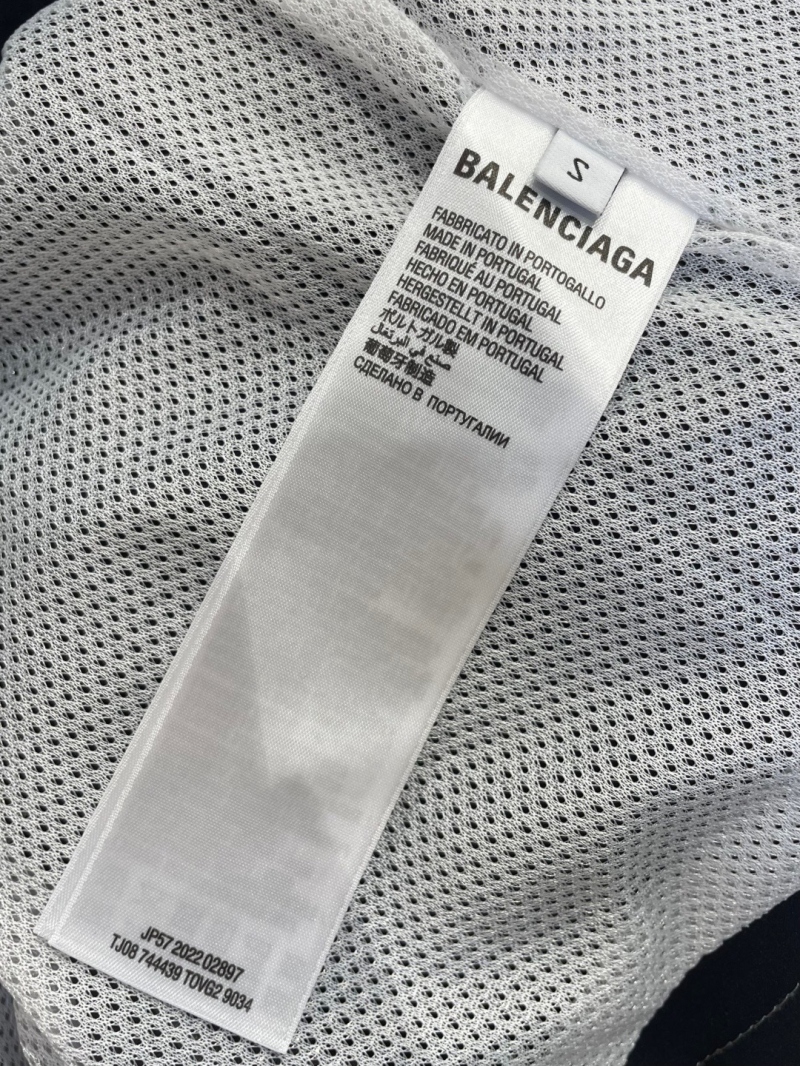 S
BALENCIAGA
FABBRICATO IN PORTOGALLO
MADE IN PORTUGAL
FABRIQUÉ AU PORTUGAL
HECHO EN PORTUGAL
HERGESTELLT IN PORTUGAL
FABRICADO EM PORTUGAL
ポルトガル製
صنع في البرتغال
葡萄牙制造
СДЕЛАНО В ПОРТУГАЛИИ
JP57 2022 02897
TJ08 744439 TOVG2 9034